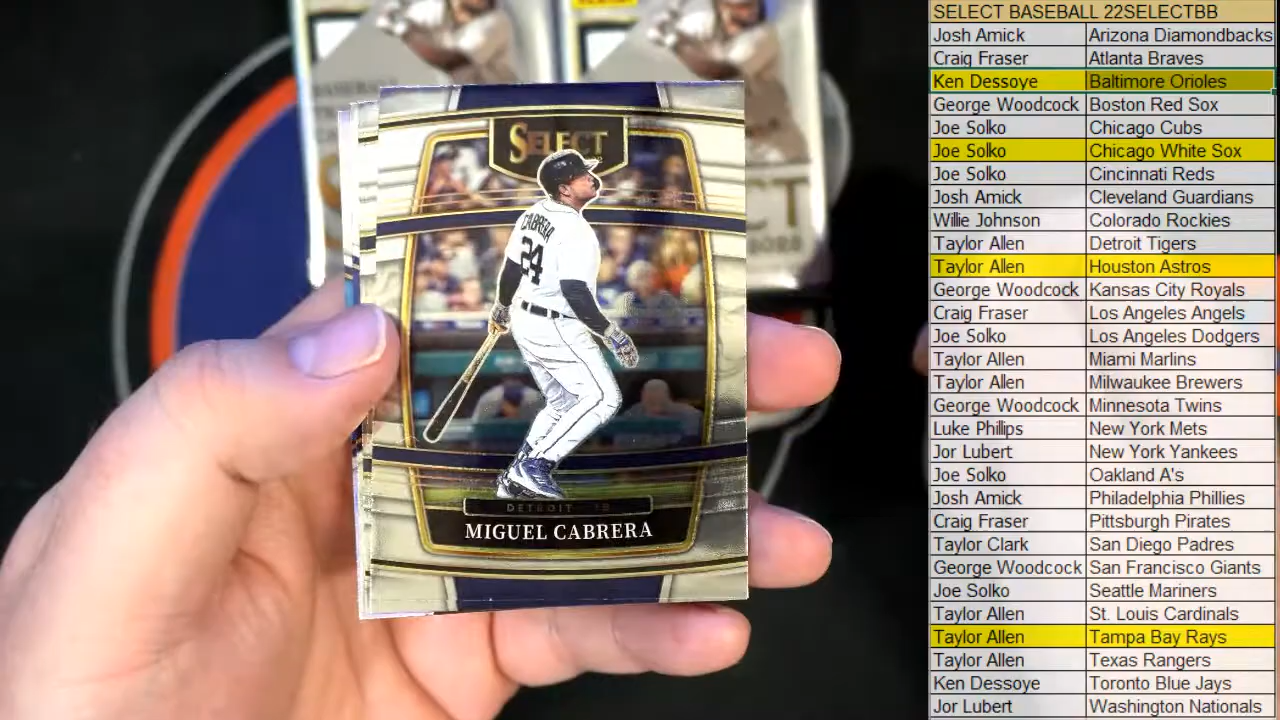 SELECT
CABRERA
24
DETROIT 1B
MIGUEL CABRERA
SELECT BASEBALL 22SELECTBB
Josh Amick Arizona Diamondbacks
Craig Fraser Atlanta Braves
Ken Dessoye Baltimore Orioles
George Woodcock Boston Red Sox
Joe Solko Chicago Cubs
Joe Solko Chicago White Sox
Joe Solko Cincinnati Reds
Josh Amick Cleveland Guardians
Willie Johnson Colorado Rockies
Taylor Allen Detroit Tigers
Taylor Allen Houston Astros
George Woodcock Kansas City Royals
Craig Fraser Los Angeles Angels
Joe Solko Los Angeles Dodgers
Taylor Allen Miami Marlins
Taylor Allen Milwaukee Brewers
George Woodcock Minnesota Twins
Luke Phillips New York Mets
Jor Lubert New York Yankees
Joe Solko Oakland A's
Josh Amick Philadelphia Phillies
Craig Fraser Pittsburgh Pirates
Taylor Clark San Diego Padres
George Woodcock San Francisco Giants
Joe Solko Seattle Mariners
Taylor Allen St. Louis Cardinals
Taylor Allen Tampa Bay Rays
Taylor Allen Texas Rangers
Ken Dessoye Toronto Blue Jays
Jor Lubert Washington Nationals